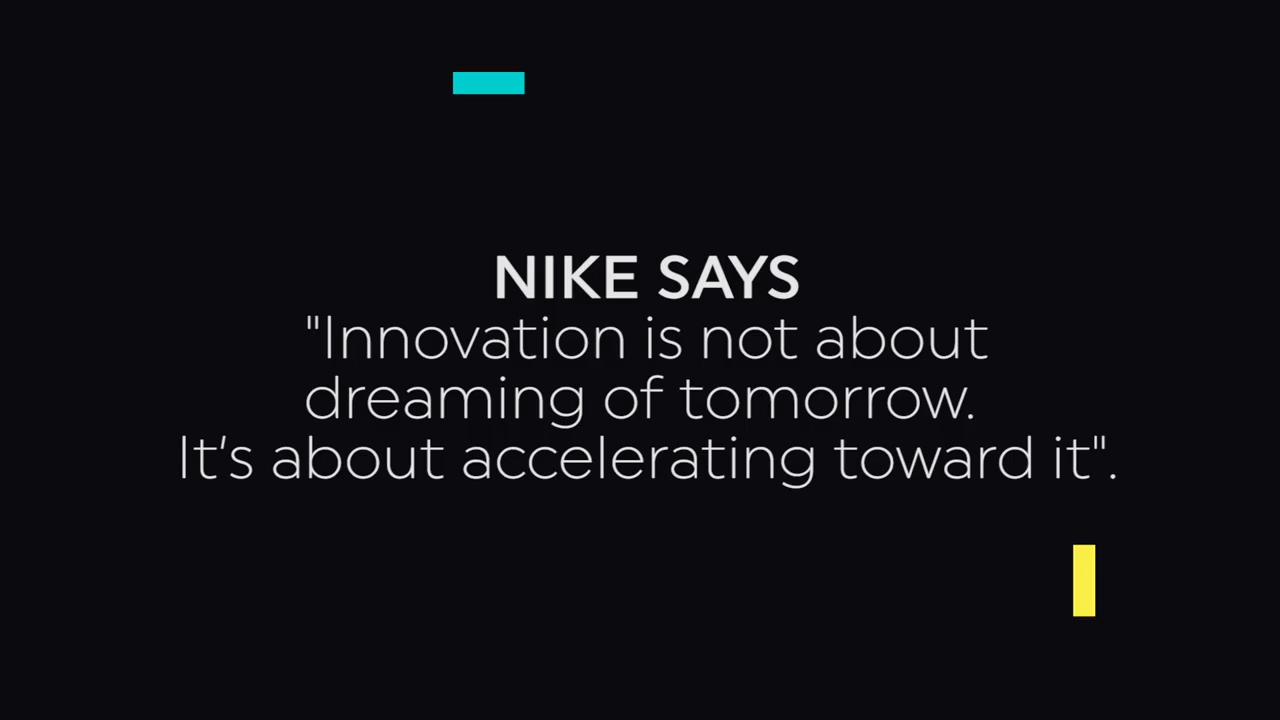 NIKE SAYS
"Innovation is not about
dreaming of tomorrow.
It‘s about accelerating toward it".